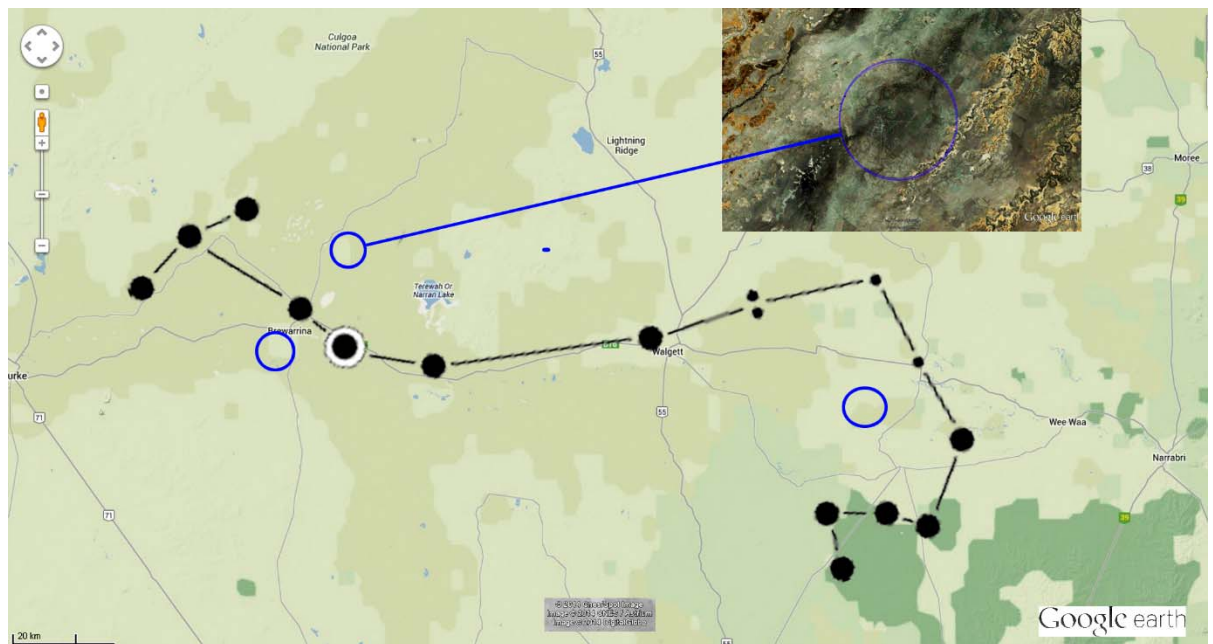 Culgoa
National Park
55
Lightning
Ridge
Google earth
Moree
38
39
Terewah Or
Narran Lake
Brewarrina
Walgett
55
urke
71
Wee Waa
Narrabri
71
39
20 km
55
Google earth